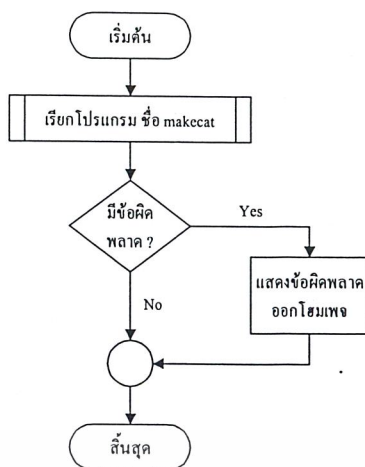 เริ่มต้น
เรียกโปรแกรม ชื่อ makecat
มีข้อผิด
พลาด ?
Yes
แสดงข้อผิดพลาด
ออกโฮมเพจ
No
สิ้นสุด